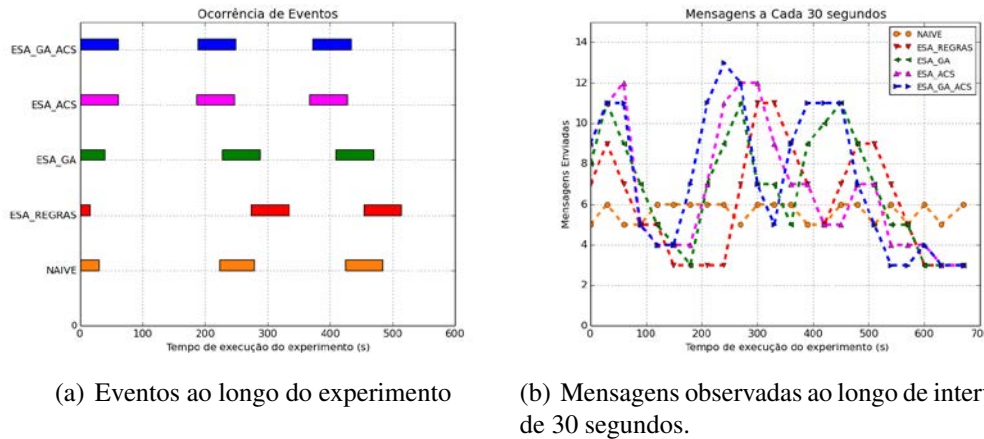 Ocorrência de Eventos
ESA_GA_ACS
ESA_ACS
ESA_GA
ESA_REGRAS
NAIVE
0
0 100 200 300 400 500 600
Tempo de execução do experimento (s)
(a) Eventos ao longo do experimento
Mensagens a Cada 30 segundos
NAIVE
ESA_REGRAS
ESA_GA
ESA_ACS
ESA_GA_ACS
Mensagens Enviadas
14
12
10
8
6
4
2
0
0 100 200 300 400 500 600 70
Tempo de execução do experimento (s)
(b) Mensagens observadas ao longo de inter
de 30 segundos.